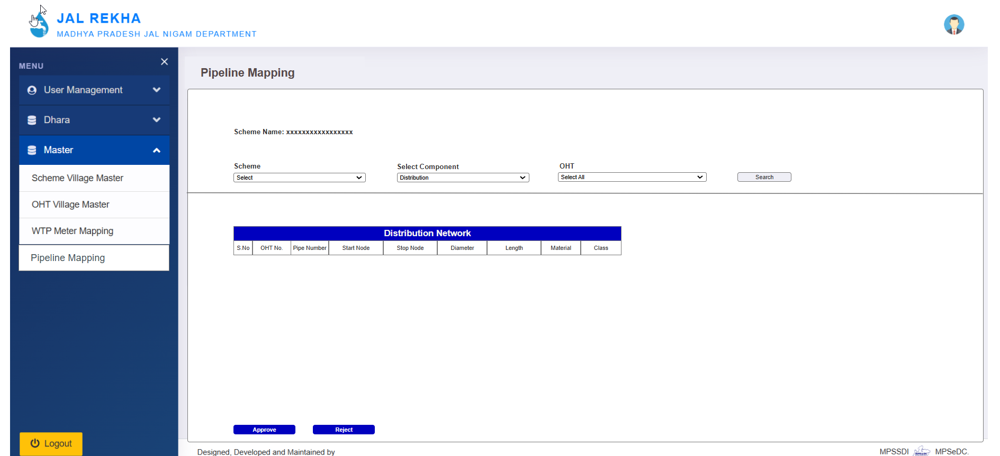 JAL REKHA
MADHYA PRADESH JAL NIGAM DEPARTMENT
MENU
User Management
Dhara
Master
Scheme Village Master
OHT Village Master
WTP Meter Mapping
Pipeline Mapping
Logout
Pipeline Mapping
Scheme Name: xxxxxxxxxxxxxxxxx
Scheme Select Component OHT
Select Distribution Select All Search
Distribution Network
S.No OHT No. Pipe Number Start Node Stop Node Diameter Length Material Class
Approve Reject
Designed, Developed and Maintained by MPSSDI MPSeDC.